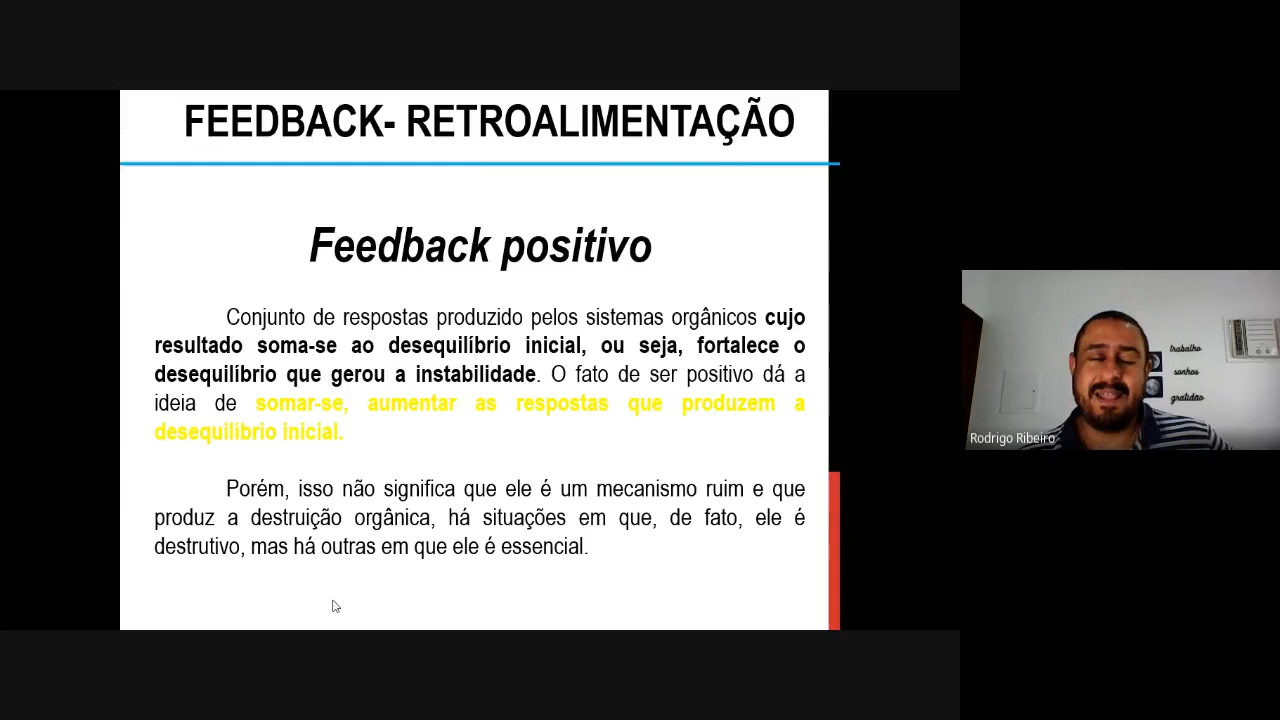 FEEDBACK- RETROALIMENTAÇÃO
Feedback positivo
Conjunto de respostas produzido pelos sistemas orgânicos cujo
resultado soma-se ao desequilíbrio inicial, ou seja, fortalece o
desequilíbrio que gerou a instabilidade. O fato de ser positivo dá a
ideia de somar-se, aumentar as respostas que produzem a
desequilíbrio inicial.
Porém, isso não significa que ele é um mecanismo ruim e que
produz a destruição orgânica, há situações em que, de fato, ele é
destrutivo, mas há outras em que ele é essencial.
trabalho
sonhos
gratidão
Rodrigo Ribeiro